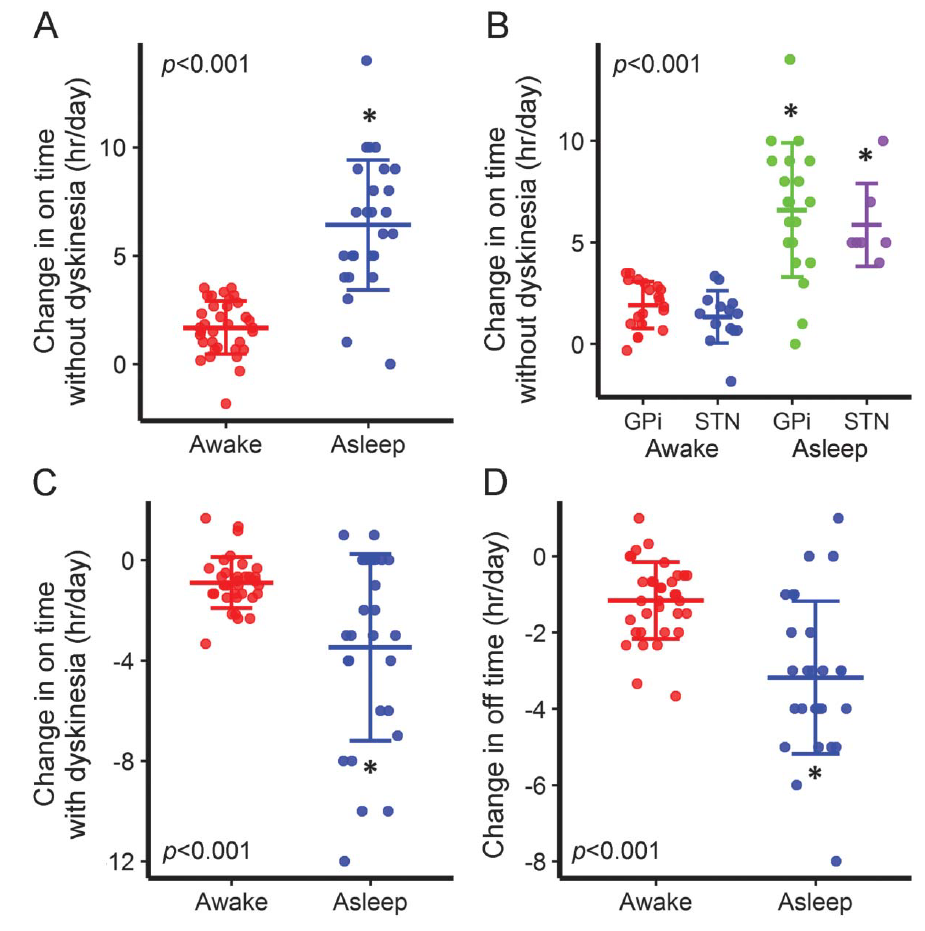 A
p<0.001
Change in on time
without dyskinesia (hr/day)
10
5
0
*
Awake
Asleep
B
p<0.001
Change in on time
without dyskinesia (hr/day)
10
5
0
*
*
GPi
STN
GPi
STN
Awake
Asleep
C
Change in on time
with dyskinesia (hr/day)
0
-4
-8
12
*
p<0.001
Awake
Asleep
D
Change in off time (hr/day)
0
-2
-4
-6
-8
*
p<0.001
Awake
Asleep